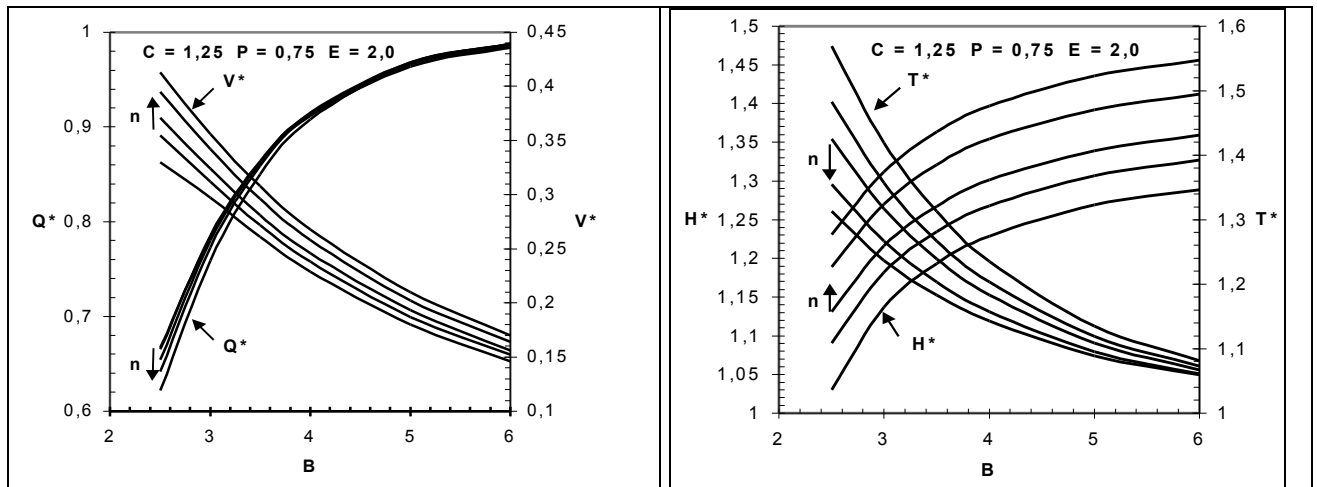 C = 1,25 P = 0,75 E = 2,0
1
0,9
0,8
0,7
0,6
Q*
0,45
0,4
0,35
0,3
0,25
0,2
0,15
0,1
V*
V*
n
n
Q*
2 3 4 5 6
B
C = 1,25 P = 0,75 E = 2,0
1,5
1,45
1,4
1,35
1,3
1,25
1,2
1,15
1,1
1,05
1
H*
1,6
1,5
1,4
1,3
1,2
1,1
1
T*
T*
n
n
H*
2 3 4 5 6
B